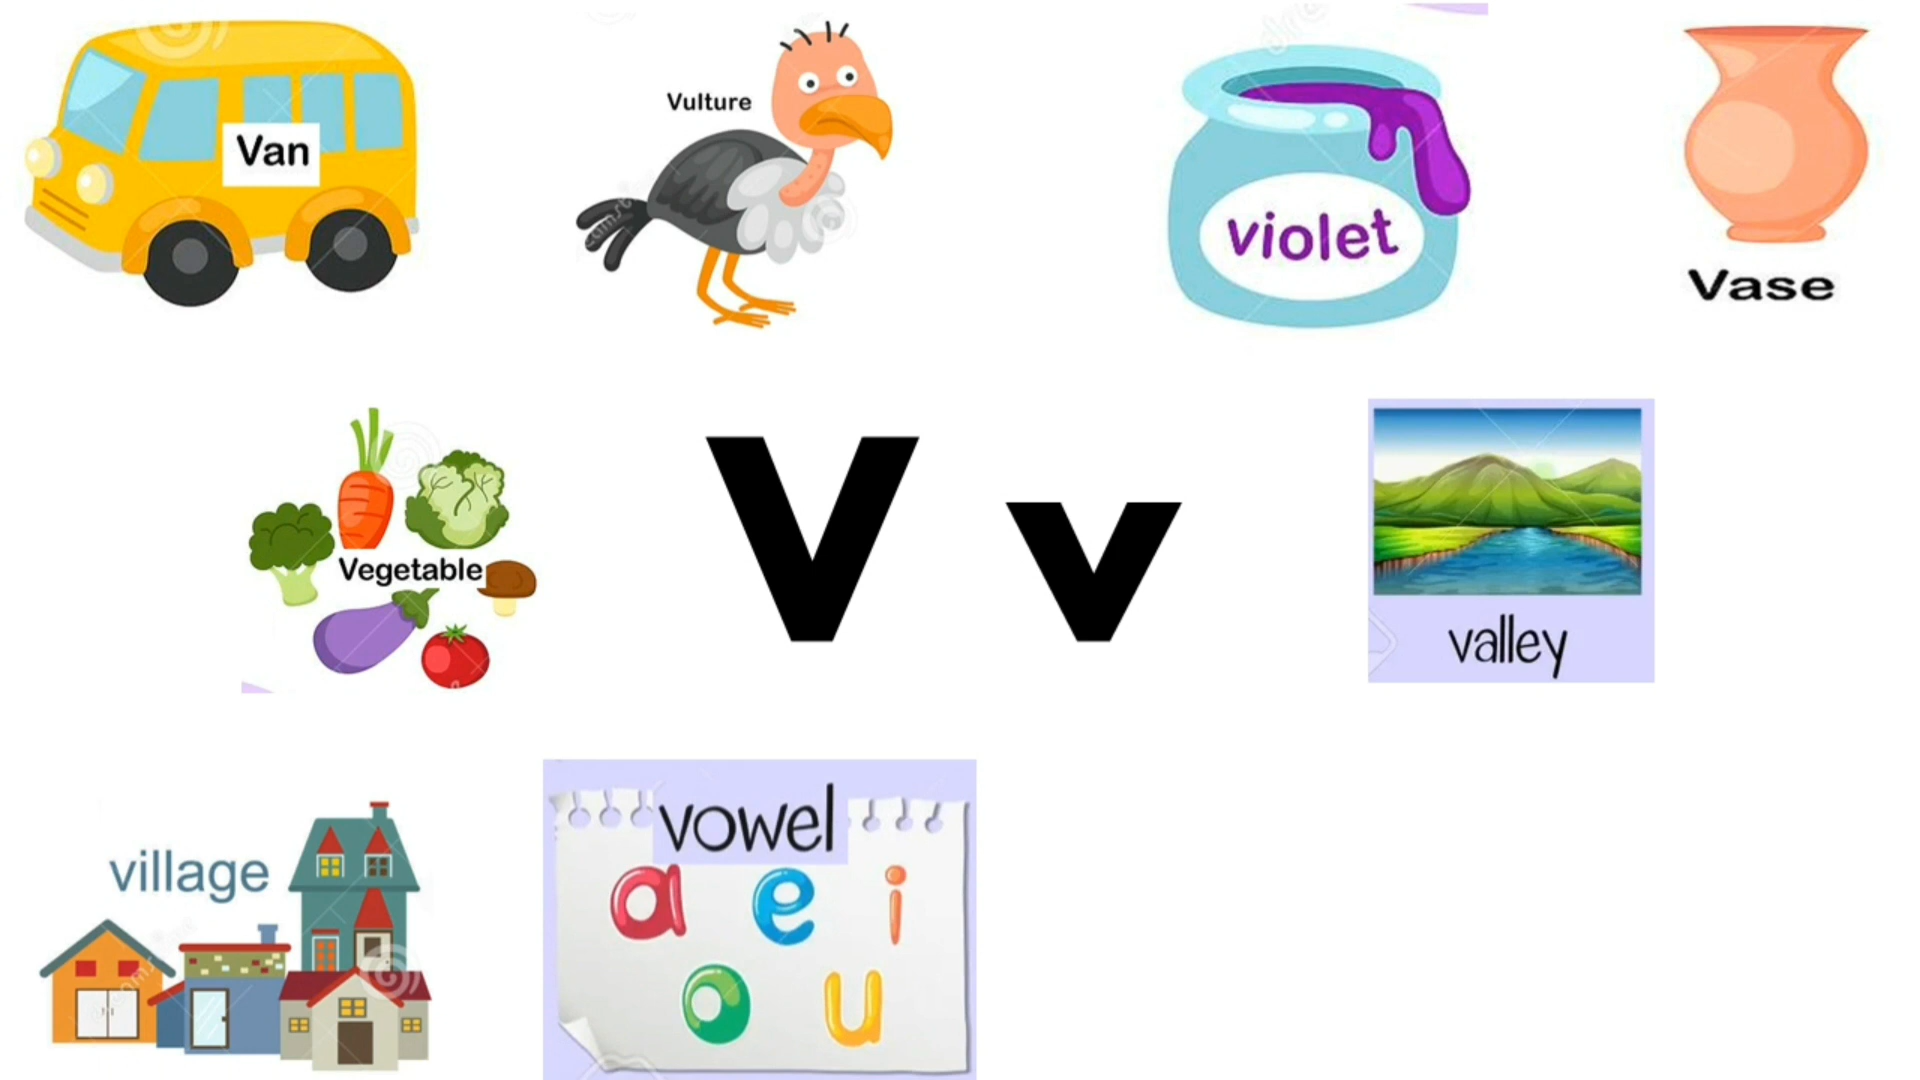 Van
Vulture
violet
Vase
Vegetable
V v
valley
village
vowel
a e i
o u